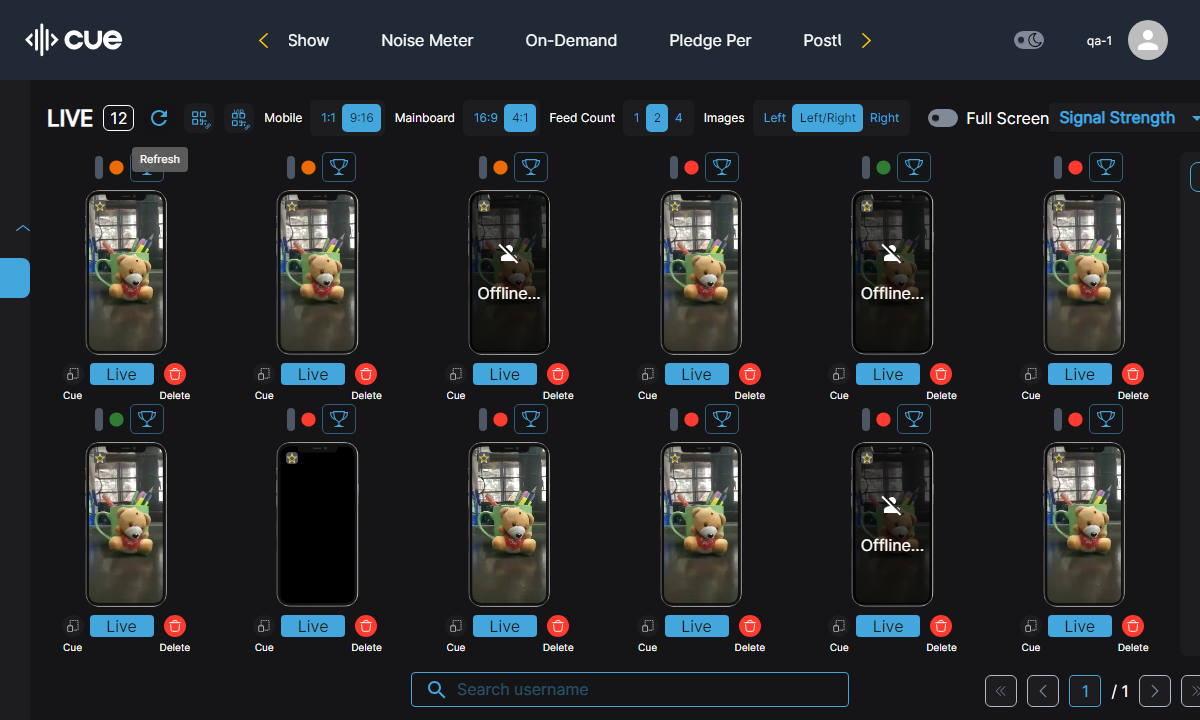 cue
Show
Noise Meter
On-Demand
Pledge Per
qa-1
LIVE 12
Mobile 1:1 9:16
Mainboard 16:9 4:1
Feed Count 1 2 4
Images Left Left/Right Right
Full Screen
Signal Strength
Refresh
Offline...
Offline...
Live Live Live Live Live Live
Cue Delete Cue Delete Cue Delete Cue Delete Cue Delete Cue Delete
Offline...
Live Live Live Live Live Live
Cue Delete Cue Delete Cue Delete Cue Delete Cue Delete Cue Delete
Search username
1 / 1